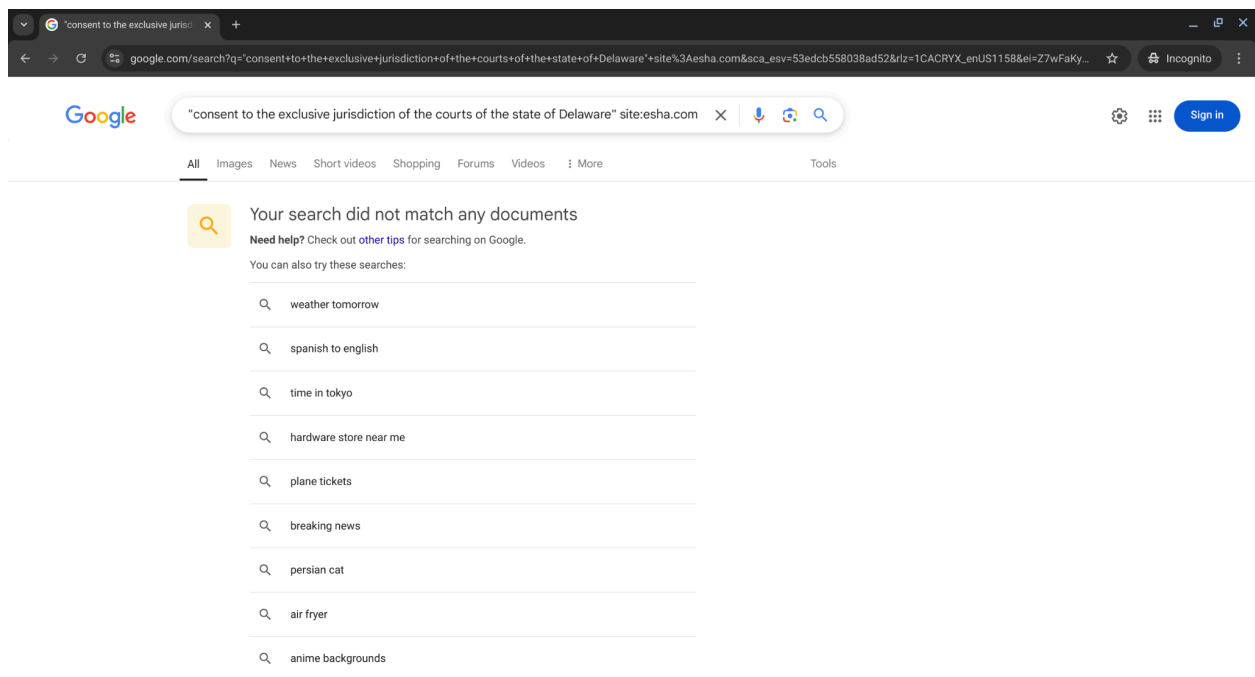 "consent to the exclusive jurisd
google.com/search?q="consent+to+the+exclusive+jurisdiction+of+the+courts+of+the+state+of+Delaware"+site%3Aesha.com&sca_esv=53edcb558038ad52&rlz=1CACRYX_enUS1158&ei=Z7wFaKy...
Incognito
Google
"consent to the exclusive jurisdiction of the courts of the state of Delaware" site:esha.com
Sign in
All Images News Short videos Shopping Forums Videos More Tools
Your search did not match any documents
Need help? Check out other tips for searching on Google.
You can also try these searches:
weather tomorrow
spanish to english
time in tokyo
hardware store near me
plane tickets
breaking news
persian cat
air fryer
anime backgrounds